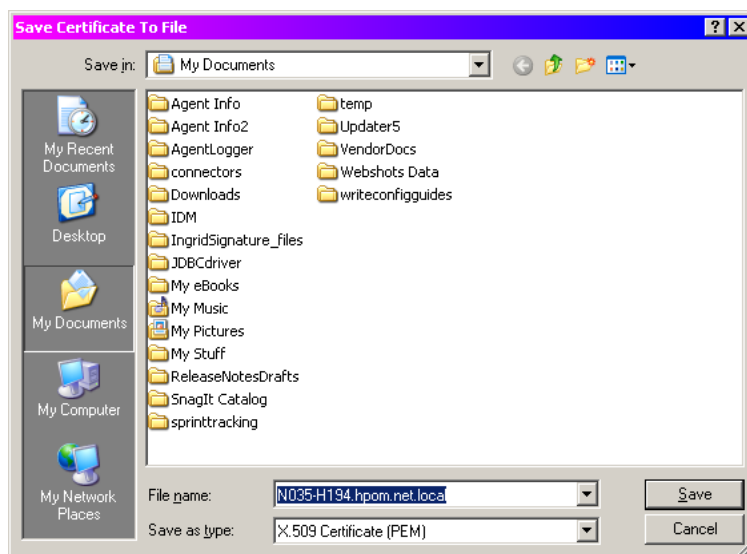 Save Certificate To File
Save in: My Documents
My Recent Documents
Desktop
My Documents
My Computer
My Network Places
Agent Info
Agent Info2
AgentLogger
connectors
Downloads
IDM
IngridSignature_files
JDBCdriver
My eBooks
My Music
My Pictures
My Stuff
ReleaseNotesDrafts
SnagIt Catalog
sprinttracking
temp
Updater5
VendorDocs
Webshots Data
writeconfigguides
File name: N035-H194.hpom.net.local Save
Save as type: X.509 Certificate (PEM) Cancel